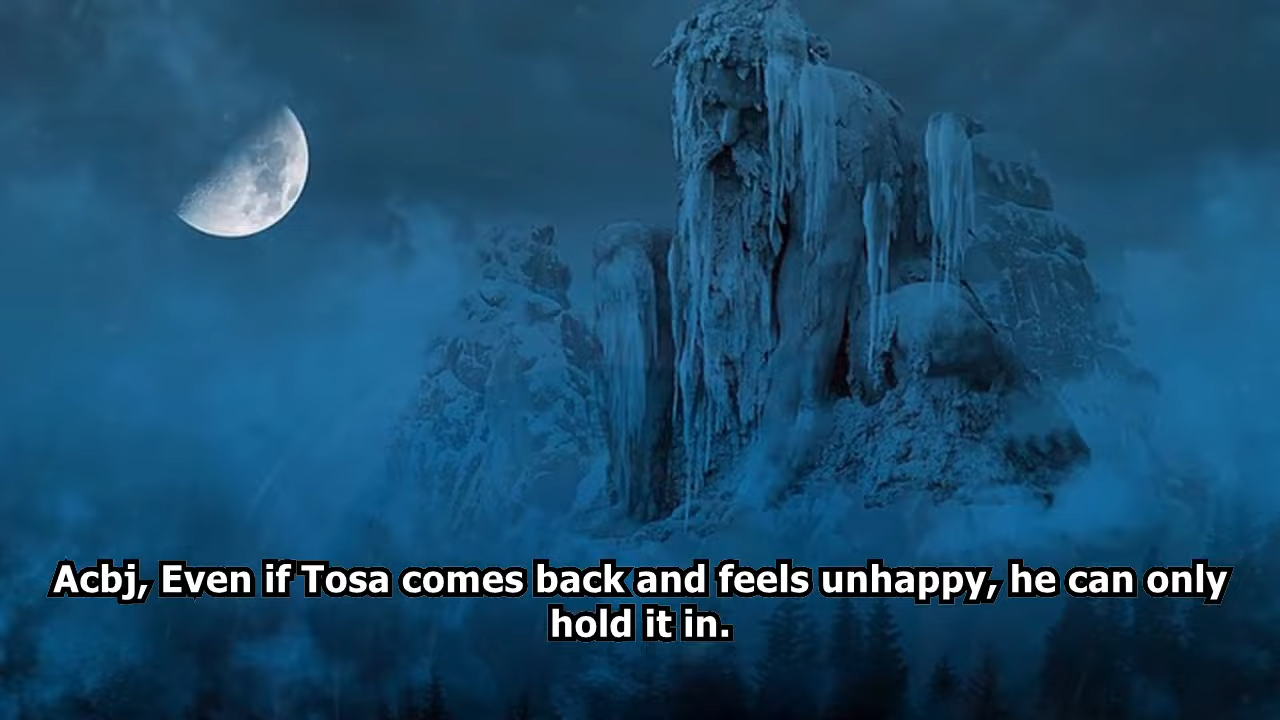 Acbj, Even if Tosa comes back and feels unhappy, he can only
hold it in.